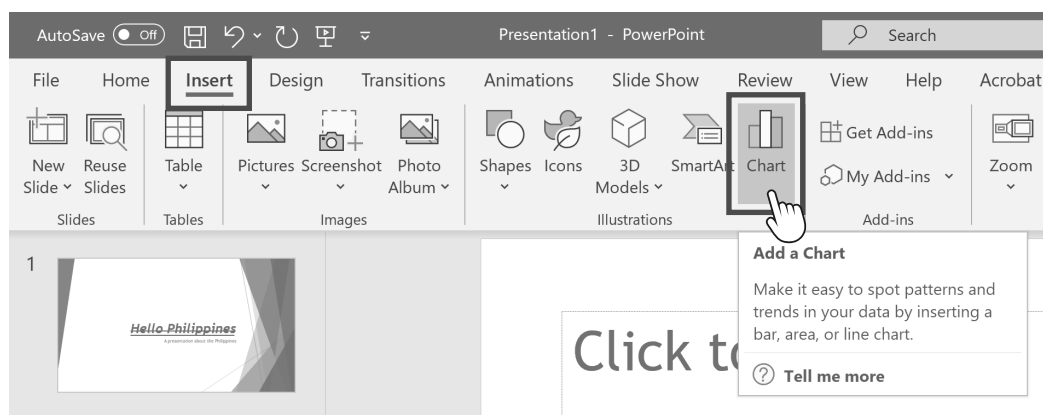 AutoSave Off Presentation1 - PowerPoint Search
File Home Insert Design Transitions Animations Slide Show Review View Help Acrobat
New Slide Reuse Slides Table Pictures Screenshot Photo Album Shapes Icons 3D Models SmartArt Chart Get Add-ins My Add-ins Zoom
Slides Tables Images Illustrations Add-ins
1
Hello Philippines
A presentation about the Philippines
Click to
Add a Chart
Make it easy to spot patterns and
trends in your data by inserting a
bar, area, or line chart.
? Tell me more